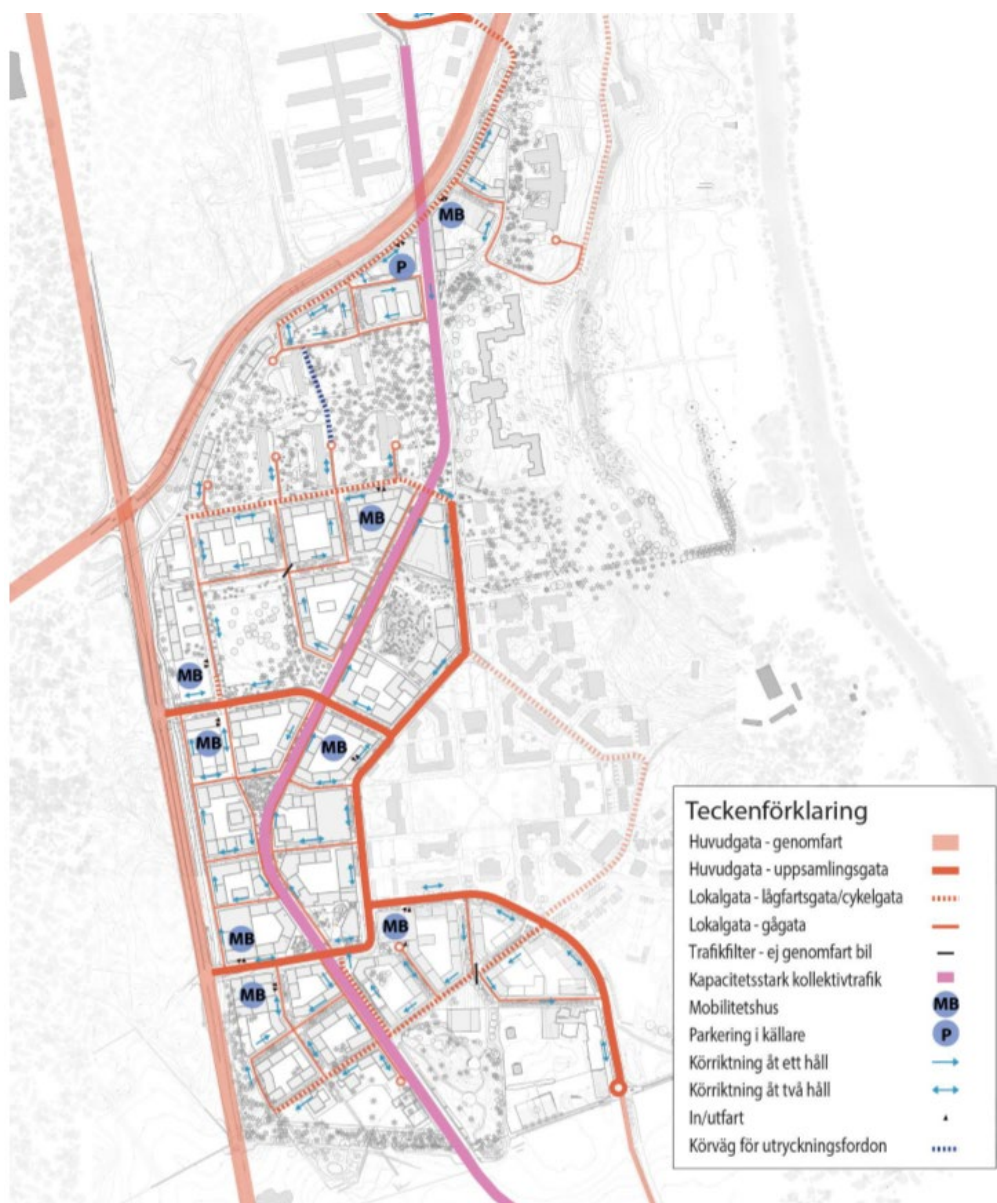 MB
P
MB
MB
MB
MB
MB
MB
MB
Teckenförklaring
Huvudgata - genomfart
Huvudgata - uppsamlingsgata
Lokalgata - lågfartsgata/cykelgata
Lokalgata - gågata
Trafikfilter - ej genomfart bil
Kapacitetsstark kollektivtrafik
Mobilitetshus MB
Parkering i källare P
Körriktning åt ett håll
Körriktning åt två håll
In/utfart
Körväg för utryckningsfordon